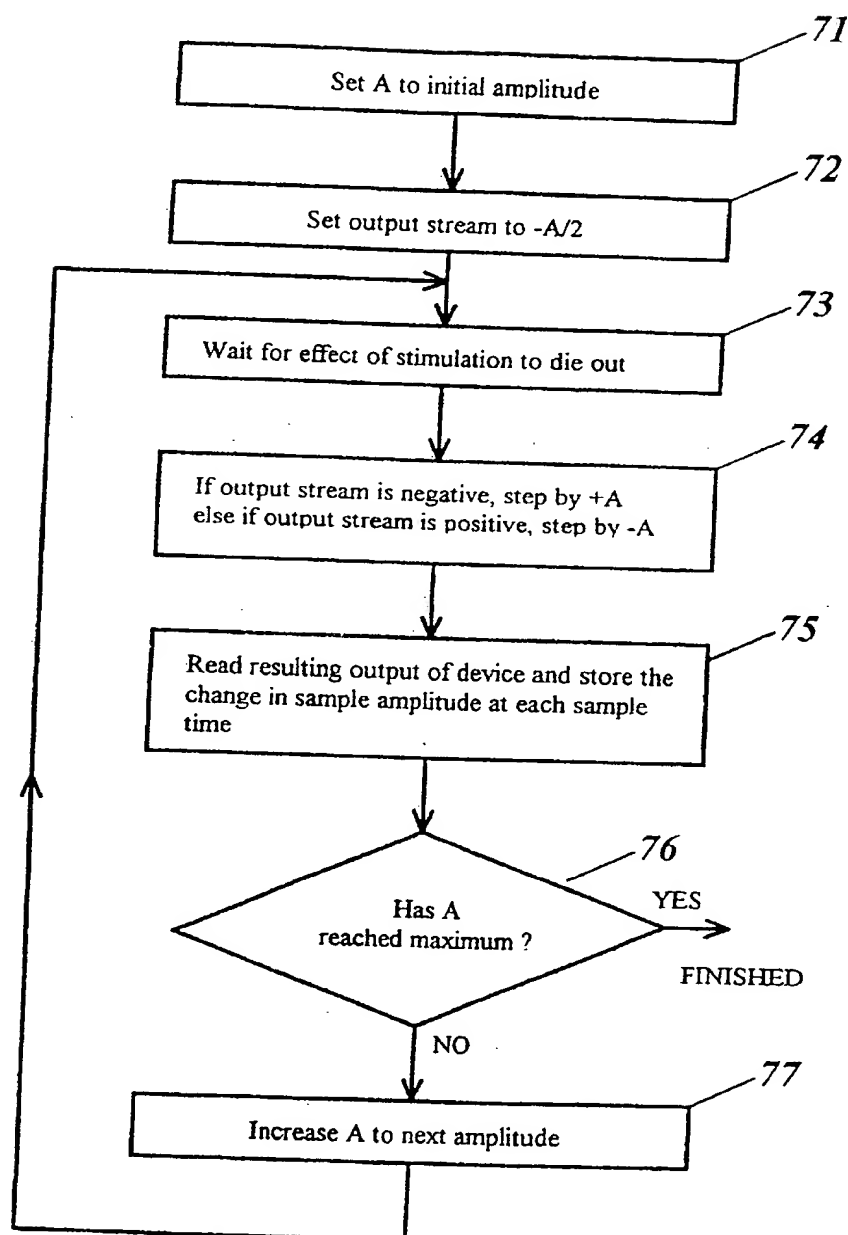 71
Set A to initial amplitude
72
Set output stream to -A/2
73
Wait for effect of stimulation to die out
74
If output stream is negative, step by +A
else if output stream is positive, step by -A
75
Read resulting output of device and store the
change in sample amplitude at each sample
time
76
Has A
reached maximum ?
YES
FINISHED
NO
77
Increase A to next amplitude